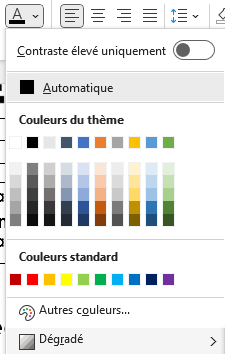 A
Contraste élevé uniquement
Automatique
Couleurs du thème
Couleurs standard
Autres couleurs...
Dégradé